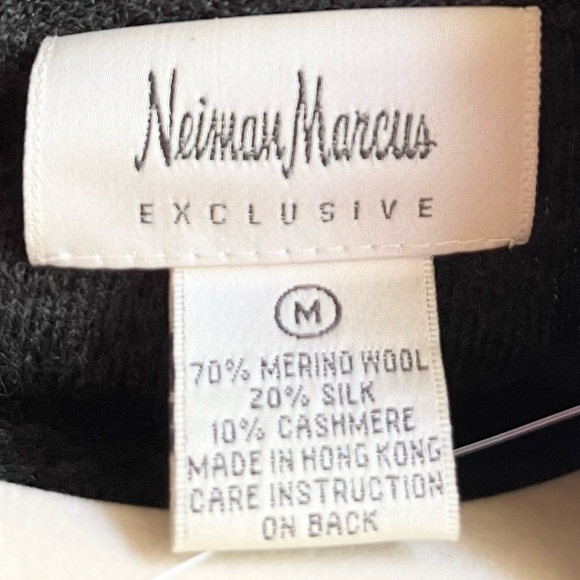 Neiman Marcus
EXCLUSIVE
M
70% MERINO WOOL
20% SILK
10% CASHMERE
MADE IN HONG KONG
CARE INSTRUCTION
ON BACK